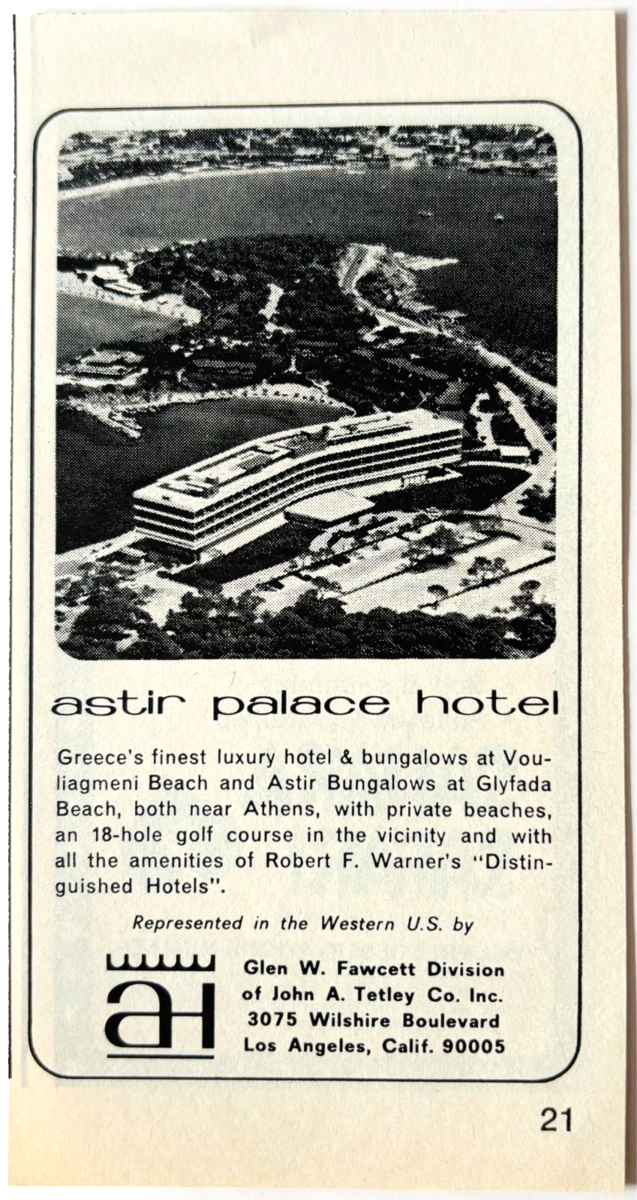 astir palace hotel
Greece's finest luxury hotel & bungalows at Vou-
liagmeni Beach and Astir Bungalows at Glyfada
Beach, both near Athens, with private beaches,
an 18-hole golf course in the vicinity and with
all the amenities of Robert F. Warner's "Distin-
guished Hotels".
Represented in the Western U.S. by
aH
Glen W. Fawcett Division
of John A. Tetley Co. Inc.
3075 Wilshire Boulevard
Los Angeles, Calif. 90005
21